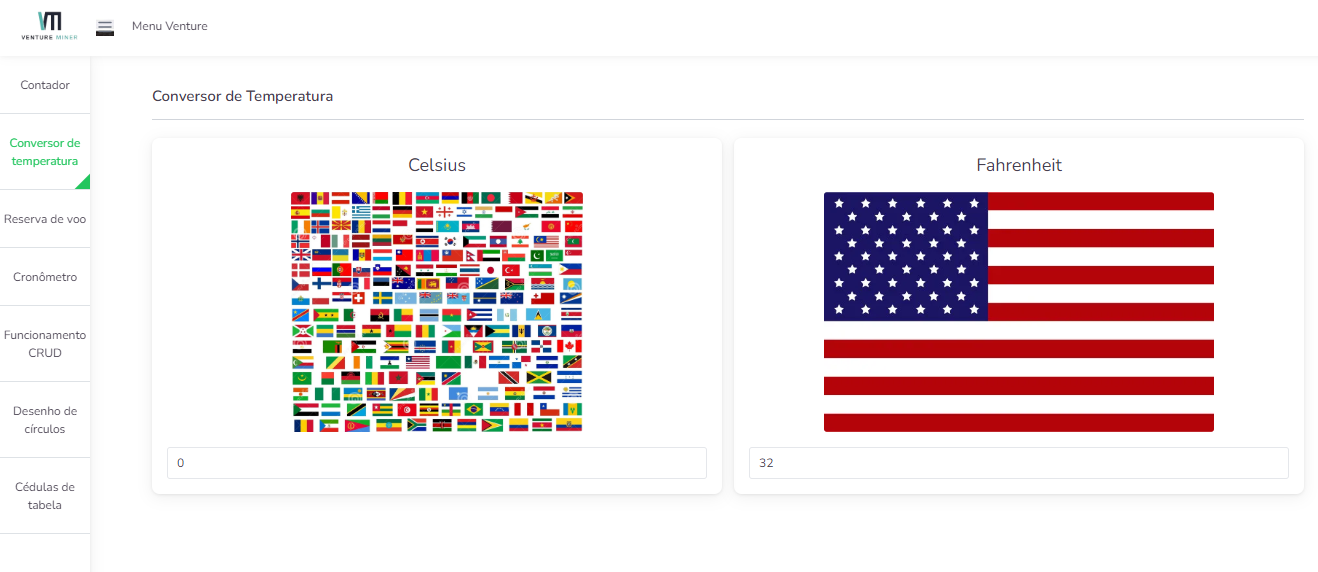 VENTURE MINER
Menu Venture
Contador
Conversor de
temperatura
Reserva de voo
Cronômetro
Funcionamento
CRUD
Desenho de
círculos
Cédulas de
tabela
Conversor de Temperatura
Celsius
0
Fahrenheit
32